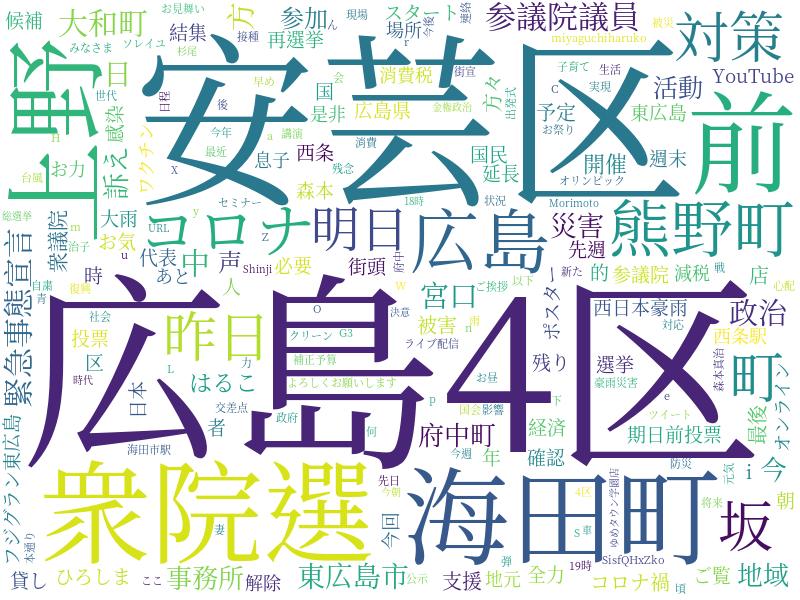 候補
大和町
お見舞い
現場
今後
連絡
結集
方
参加
ん
r
スタート
参議院議員
被災
対策
みなさま
ソレイユ
接種
再選挙
場所
miyaguchiharuko
上野
杉尾
早め
会
街宣
子育て
生活
YouTube
世代
日
日程
後
国
消費税
方々
出発式
C
実現
活動
前
感染
訴え
ワクチン
今年
講演
a
是非
広島県
金権政治
予定
お祭り
東広島
H
最近
安芸区
台風
お力
X
息子
西条
消費
国民
延長
開催
週末
残念
オリンピック
森本
セミナー
状況
Morimoto
総選挙
衆議院
大雨
y
コロナ
明日
広島
18時
災害
熊野町
m
お気
URL
Z
先週
治子
代表
中
声
必要
街頭
府中
ご挨拶
以下
新た
戦
緊急事態宣言
自粛
復興
u
あと
時
人
Shinji
的
参議院
減税
店
心配
青
W
宮口
ポスター
西日本豪雨
政治
対応
社会
投票
昨日
O
決意
被害
n
雨
クリーン
G3
ライブ配信
西条駅
区
力
補正予算
残り
選挙
豪雨災害
森本真治
日本
時代
L
はるこ
よろしくお願いします
お昼
e
町
広島4区
交差点
政府
p
国会
影響
下
ツイート
最後
オンライン
者
何
経済
府中町
期日前投票
海田市駅
フジグラン東広島
衆院選
今週
年
確認
防災
i
今
本通り
先日
今朝
海田町
4区
ゆめタウン学園店
元気
将来
朝
坂
妻
今回
S
車
SisfQHxZko
貸し
ひろしま
ここ
事務所
解除
東広島市
弾
公示
支援
地元
全力
19時
コロナ禍
頃
ご覧
地域